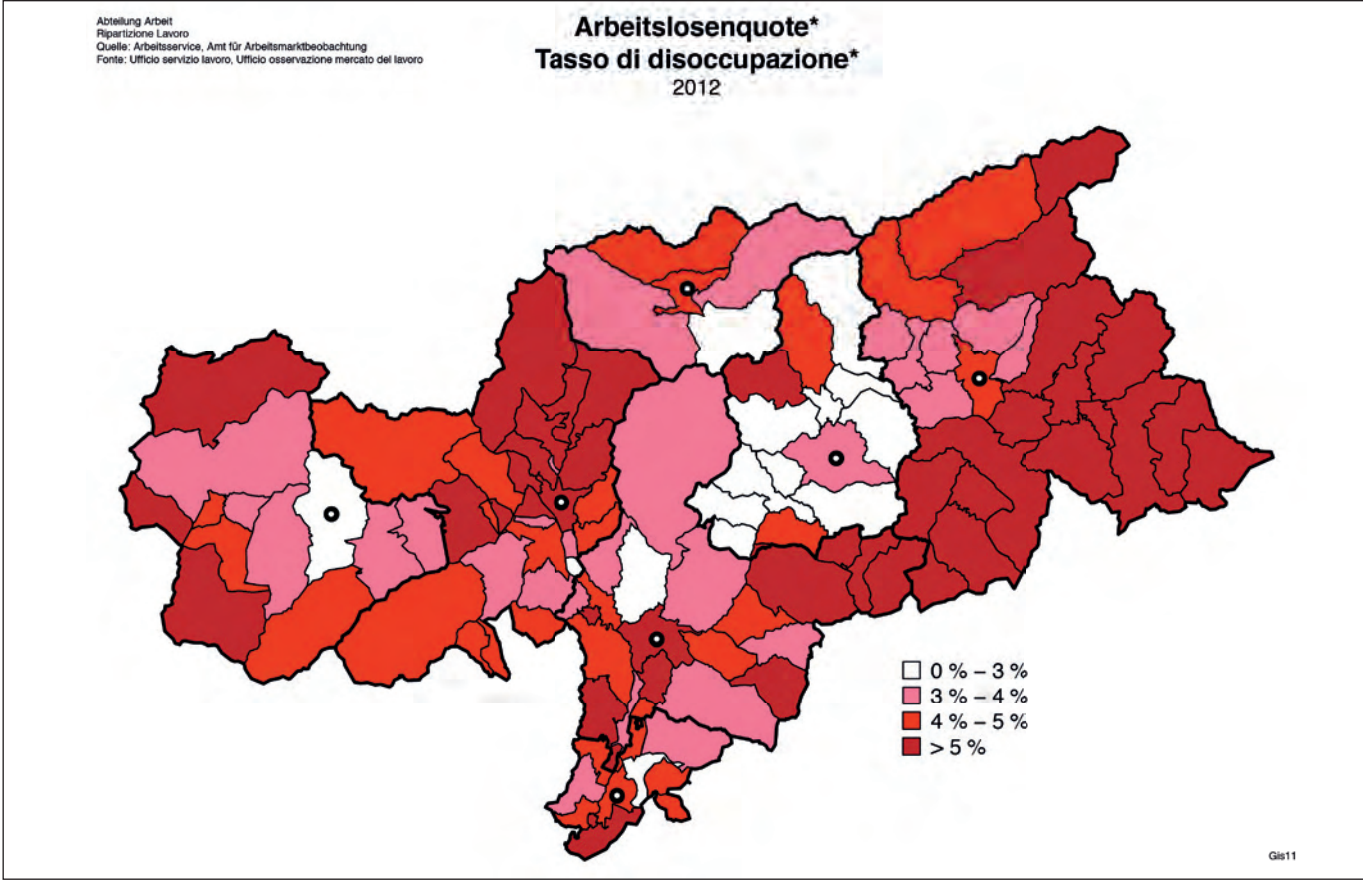 Abteilung Arbeit
Ripartizione Lavoro
Quelle: Arbeitsservice, Amt für Arbeitsmarktbeobachtung
Fonte: Ufficio servizio lavoro, Ufficio osservazione mercato del lavoro
Arbeitslosenquote*
Tasso di disoccupazione*
2012
0 % – 3 %
3 % – 4 %
4 % – 5 %
> 5 %
Gis11